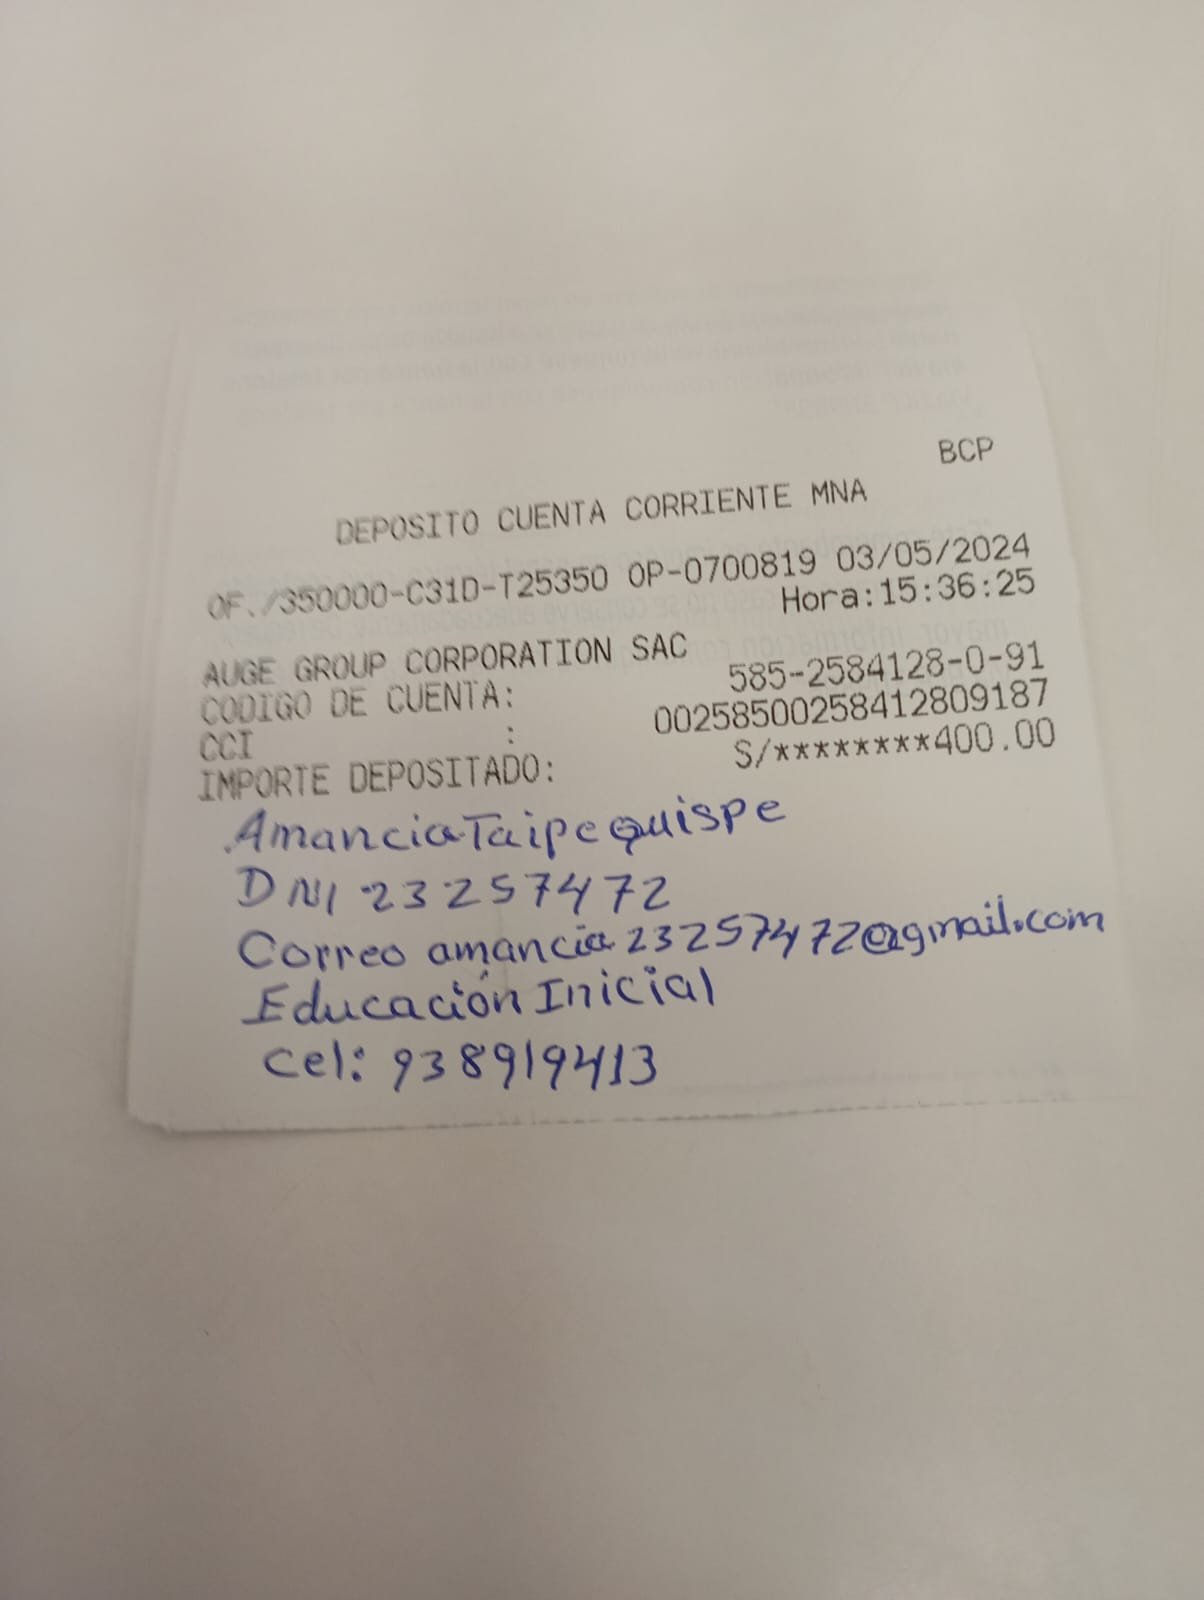 BCP
DEPOSITO CUENTA CORRIENTE MNA
OF./350000-C31D-T25350 OP-0700819 03/05/2024
Hora:15:36:25
AUGE GROUP CORPORATION SAC
CODIGO DE CUENTA: 585-2584128-0-91
CCI : 00258500258412809187
IMPORTE DEPOSITADO: S/********400.00
Amancia Taipe quispe
DNI 23257472
Correo amancia23257472@gmail.com
Educación Inicial
Cel: 938919413